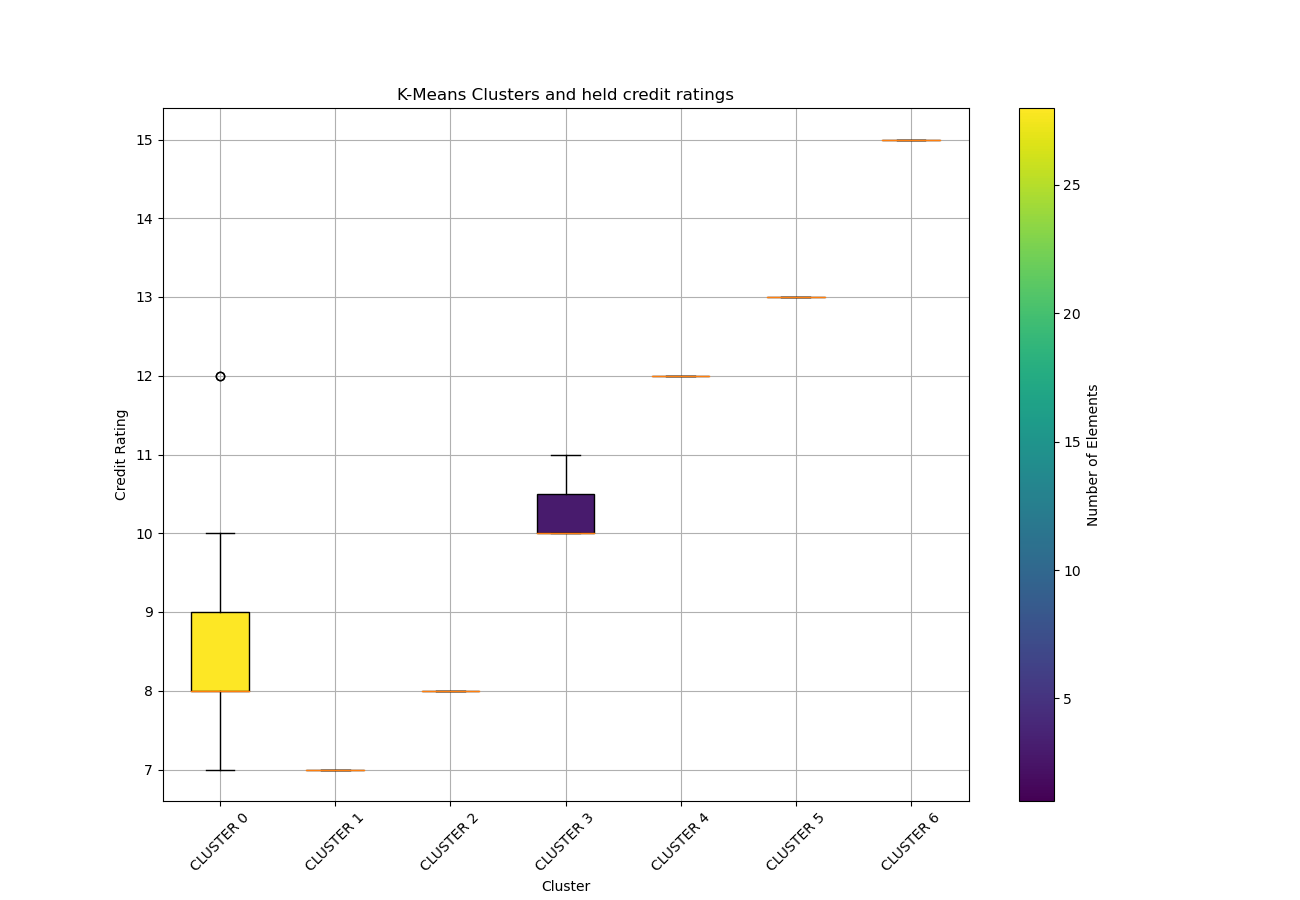 K-Means Clusters and held credit ratings
15
14
13
12
11
10
9
8
7
Credit Rating
CLUSTER 0
CLUSTER 1
CLUSTER 2
CLUSTER 3
CLUSTER 4
CLUSTER 5
CLUSTER 6
Cluster
25
20
15
10
5
Number of Elements